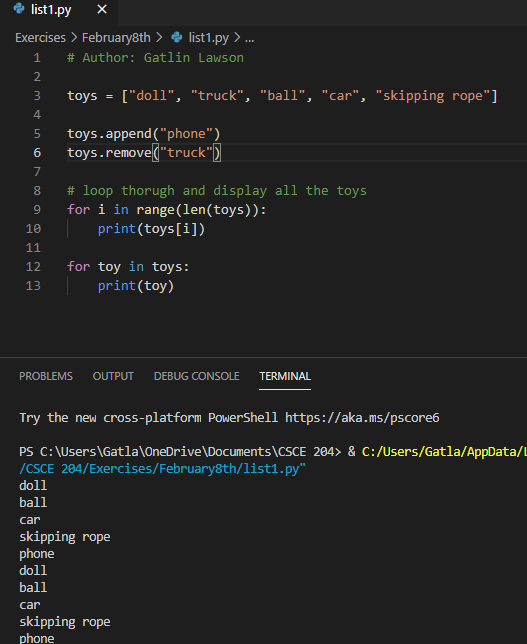 list1.py X
Exercises > February8th > list1.py > ...
1 # Author: Gatlin Lawson
2
3 toys = ["doll", "truck", "ball", "car", "skipping rope"]
4
5 toys.append("phone")
6 toys.remove("truck")
7
8 # loop thorugh and display all the toys
9 for i in range(len(toys)):
10     print(toys[i])
11
12 for toy in toys:
13     print(toy)
PROBLEMS OUTPUT DEBUG CONSOLE TERMINAL
Try the new cross-platform PowerShell https://aka.ms/pscore6
PS C:\Users\Gatla\OneDrive\Documents\CSCE 204> & C:/Users/Gatla/AppData/L
/CSCE 204/Exercises/February8th/list1.py"
doll
ball
car
skipping rope
phone
doll
ball
car
skipping rope
phone